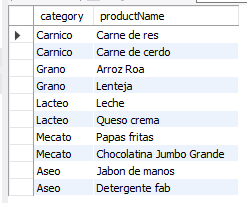 category productName
Carnico Carne de res
Carnico Carne de cerdo
Grano Arroz Roa
Grano Lenteja
Lacteo Leche
Lacteo Queso crema
Mecato Papas fritas
Mecato Chocolatina Jumbo Grande
Aseo Jabon de manos
Aseo Detergente fab